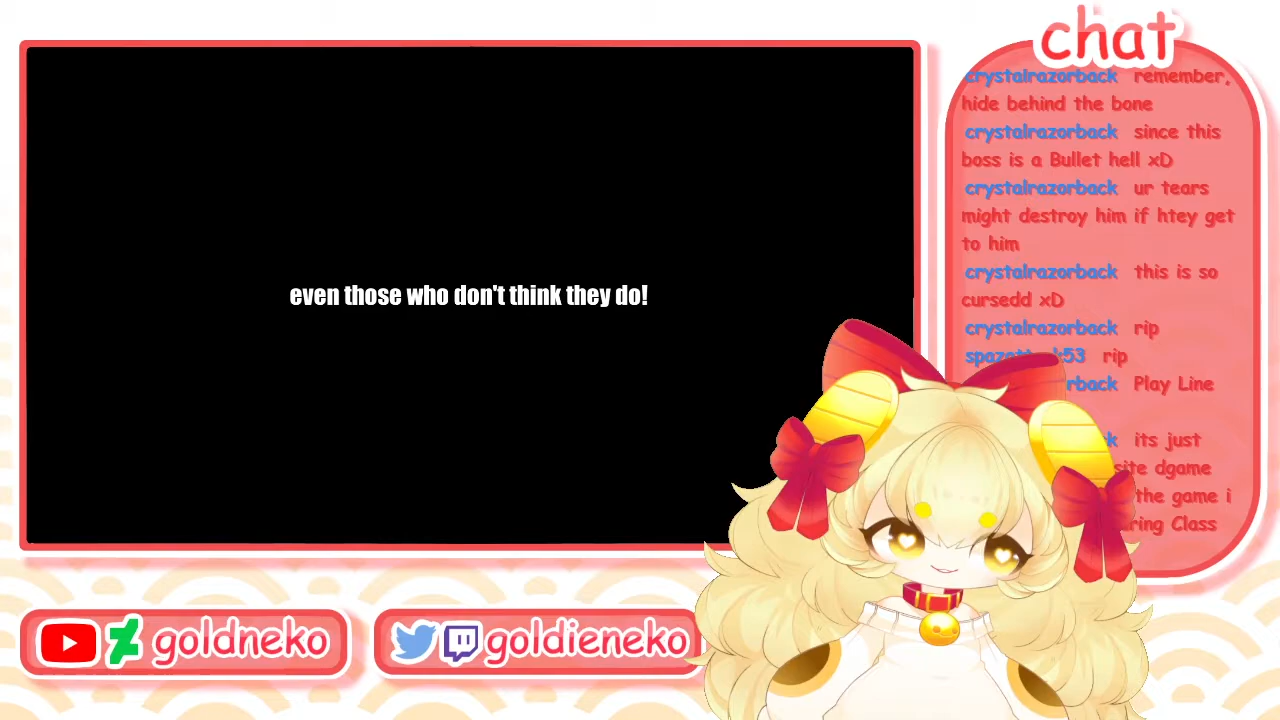 chat
crystalrazorback remember,
hide behind the bone
crystalrazorback since this
boss is a Bullet hell xD
crystalrazorback ur tears
might destroy him if htey get
to him
crystalrazorback this is so
cursedd xD
crystalrazorback rip
rip
Play Line
its just
dgame
the game i
Class
even those who don't think they do!
goldneko
goldieneko